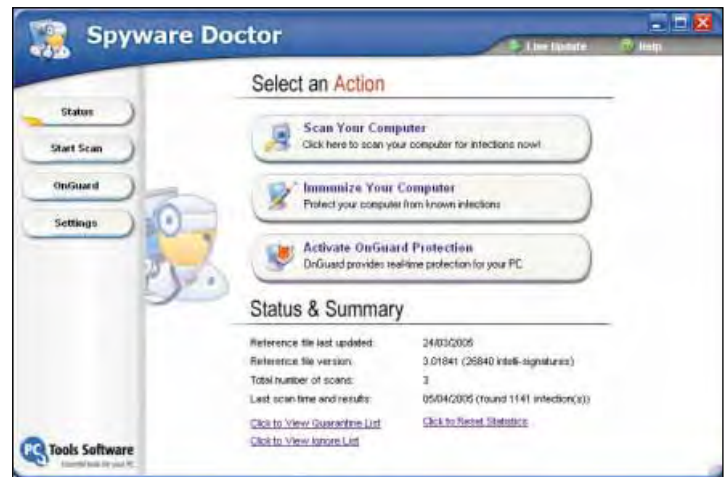 Spyware Doctor
Live Update
Help
Select an Action
Status
Start Scan
OnGuard
Settings
Scan Your Computer
Click here to scan your computer for infections now!
Immunize Your Computer
Protect your computer from known infections
Activate OnGuard Protection
OnGuard provides real-time protection for your PC
Status & Summary
Reference file last updated: 24/03/2005
Reference file version: 3.01841 (26840 intelli-signatures)
Total number of scans: 3
Last scan time and results: 05/04/2005 (found 1141 infection(s))
Click to View Quarantine List
Click to Reset Statistics
Click to View Ignore List
PC Tools Software
Essential tools for your PC